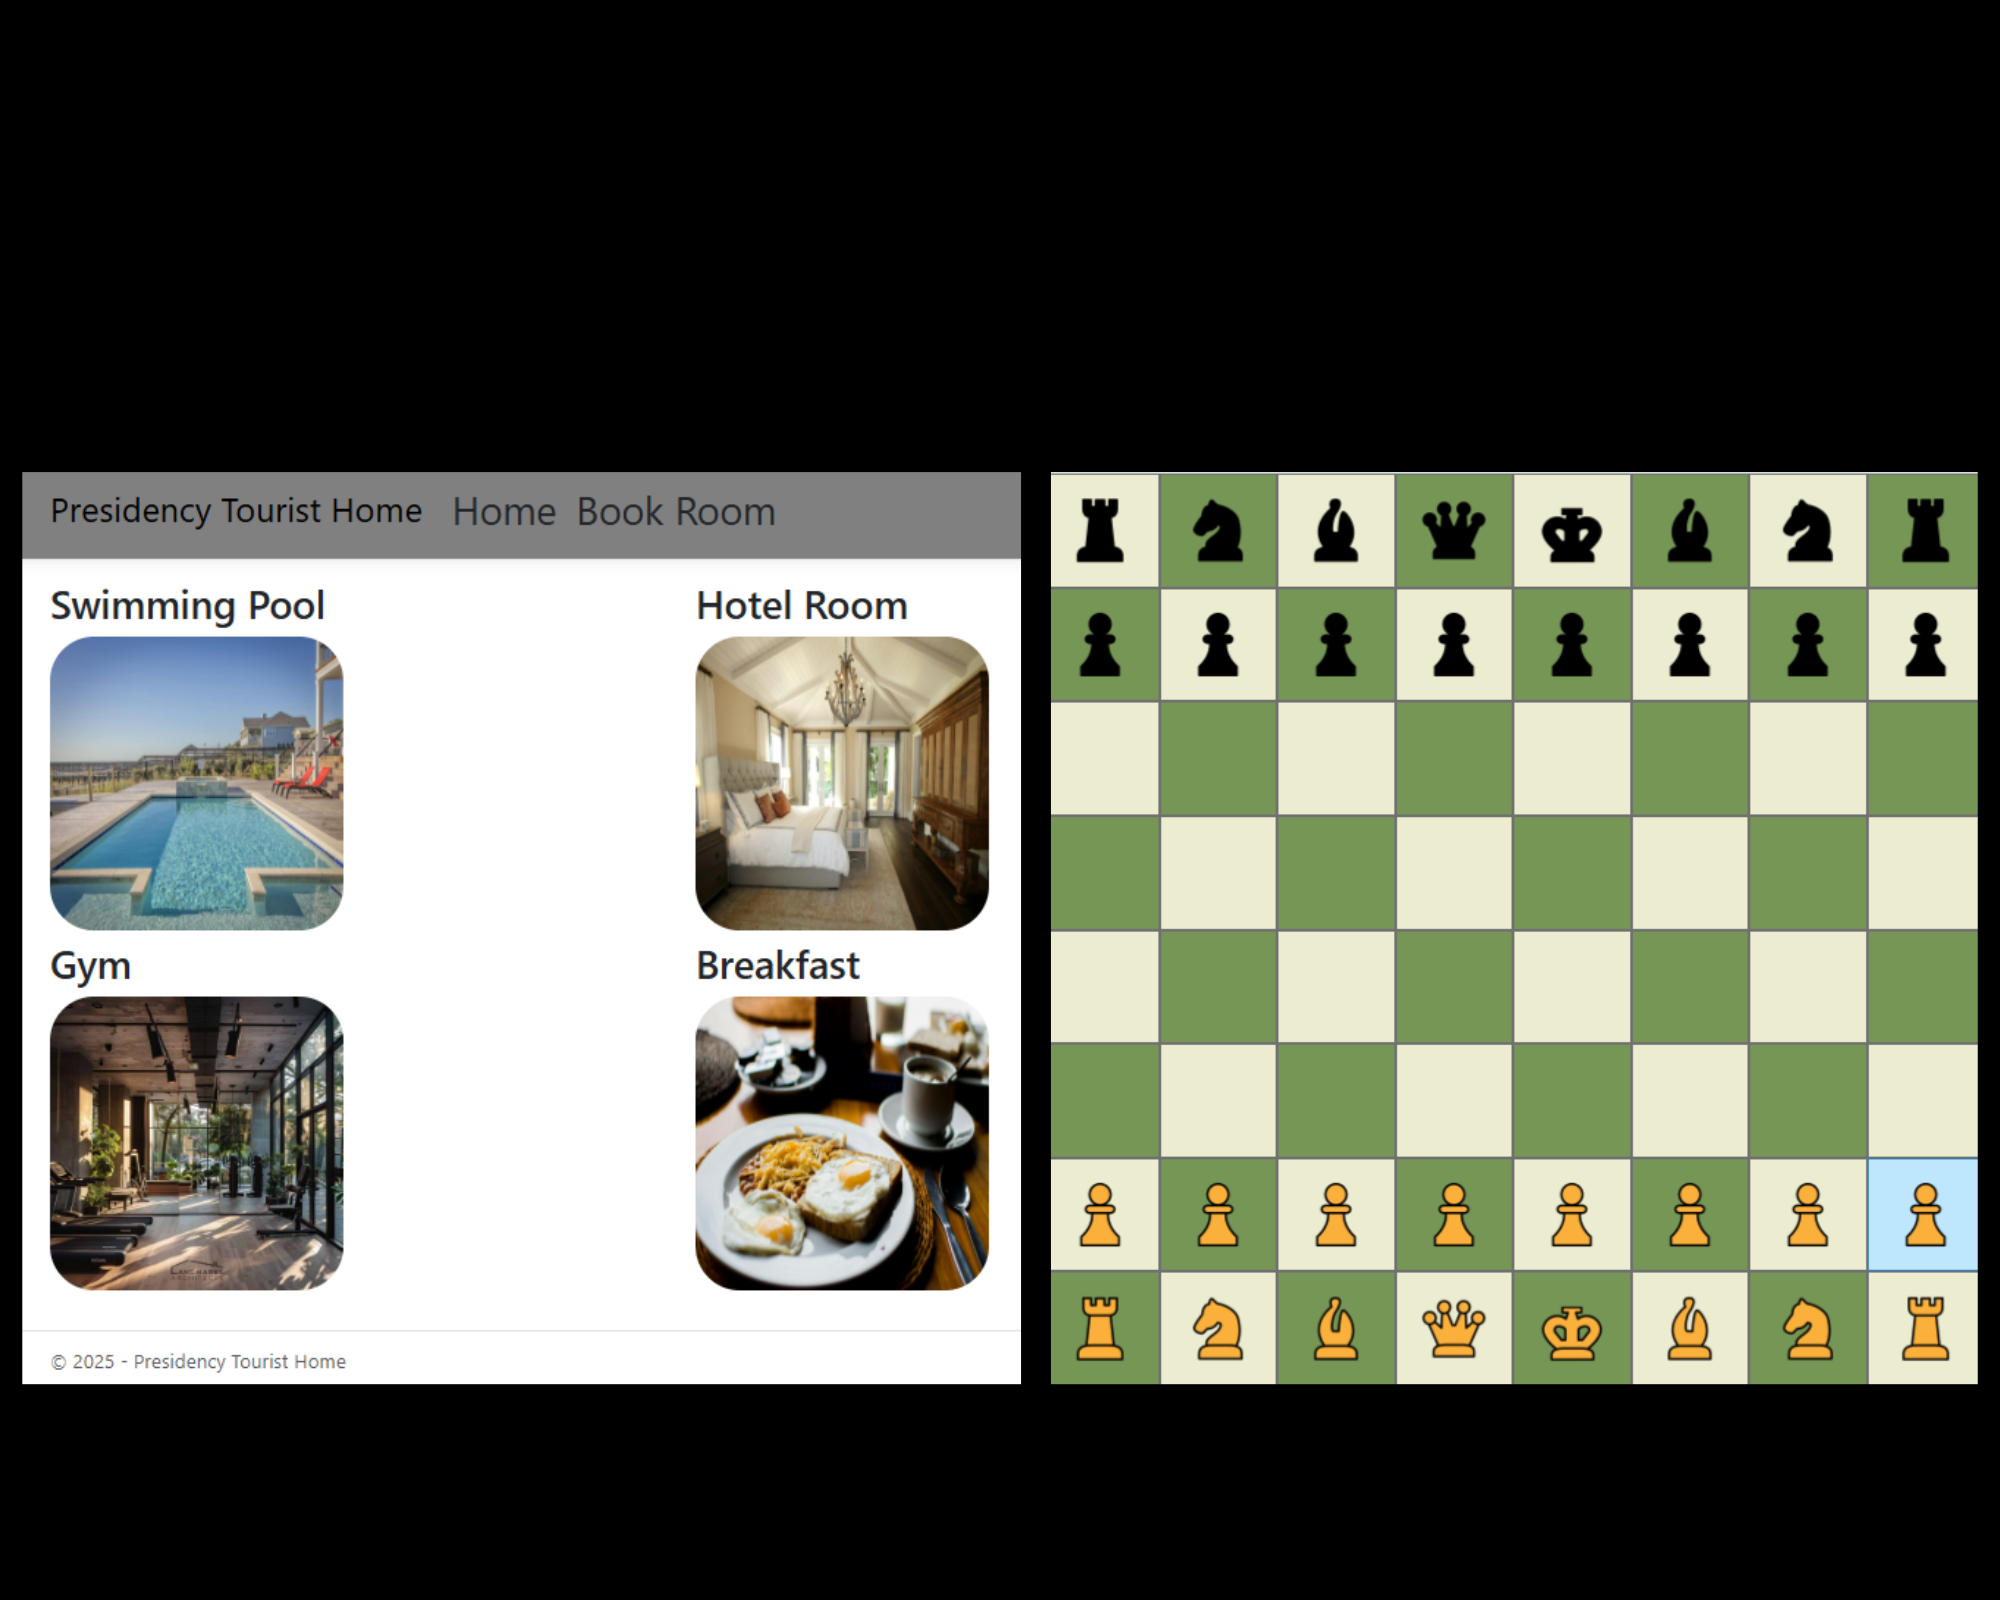 Presidency Tourist Home Home Book Room
Swimming Pool Hotel Room
Gym Breakfast
© 2025 - Presidency Tourist Home